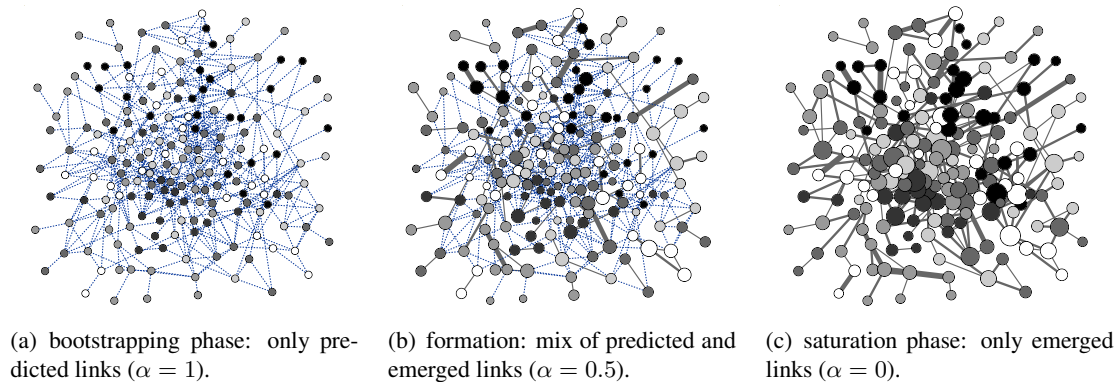 (a) bootstrapping phase: only pre-
dicted links (α = 1).
(b) formation: mix of predicted and
emerged links (α = 0.5).
(c) saturation phase: only emerged
links (α = 0).